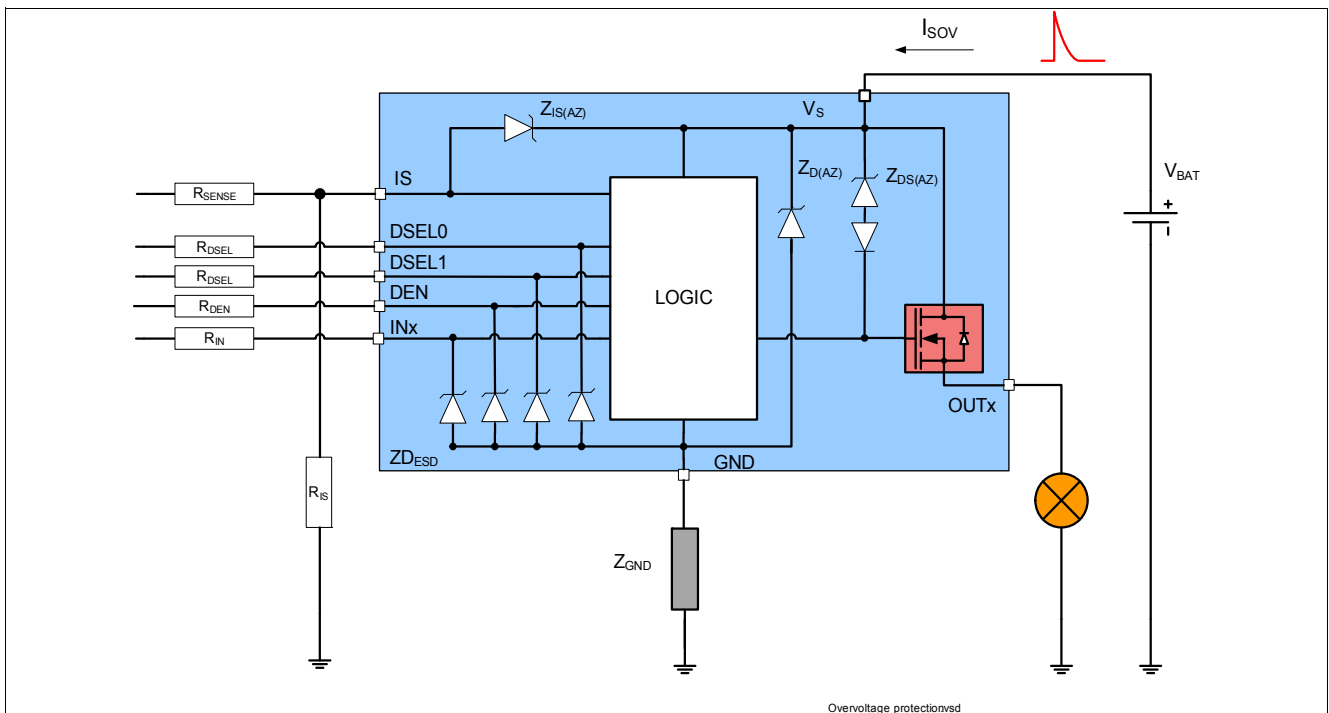 ISOV
ZIS(AZ)
VS
IS
ZD(AZ)
ZDS(AZ)
VBAT
RSENSE
DSEL0
RDSEL
DSEL1
RDSEL
DEN
LOGIC
RDEN
INx
RIN
OUTx
ZDESD
GND
RIS
ZGND
Overvoltage protectionvsd